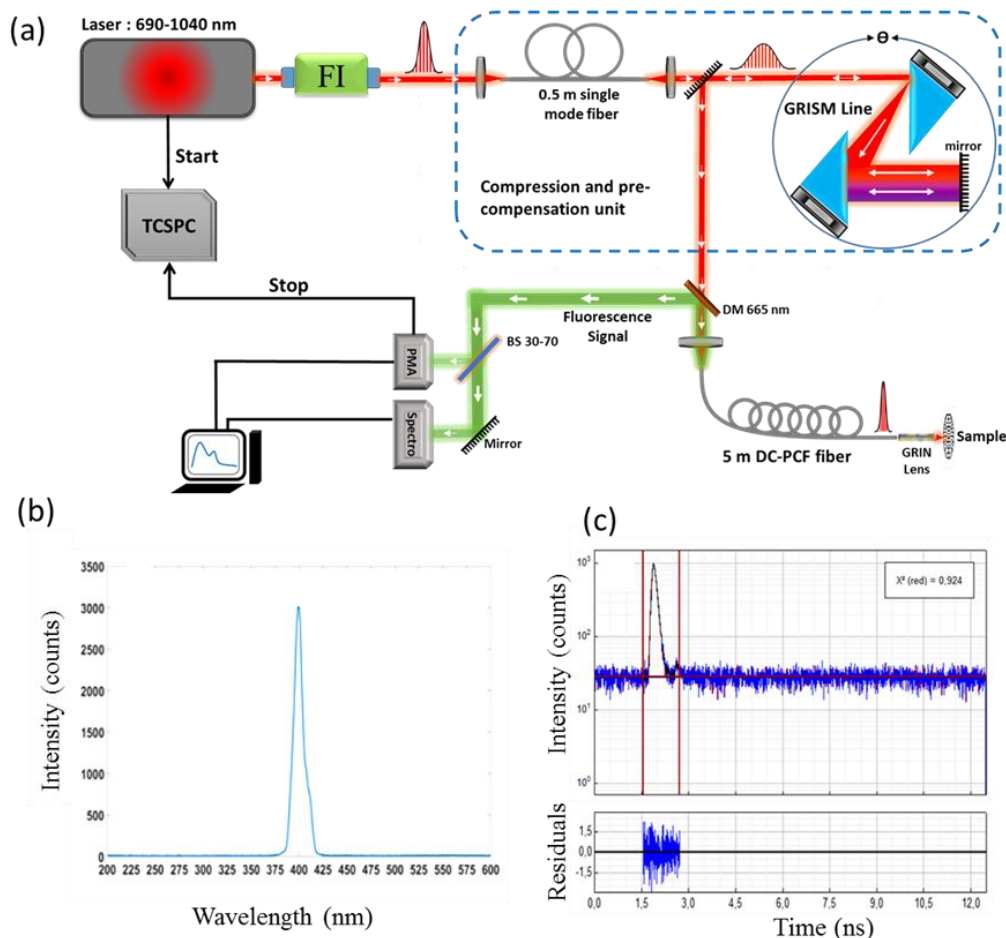 (a)
Laser : 690-1040 nm
FI
0.5 m single
mode fiber
ϴ
GRISM Line
mirror
Compression and pre-
compensation unit
Start
TCSPC
Stop
Fluorescence
Signal
DM 665 nm
BS 30-70
PMA
Spectro
Mirror
5 m DC-PCF fiber
GRIN
Lens
Sample
(b)
Intensity (counts)
3500
3000
2500
2000
1500
1000
500
0
200 225 250 275 300 325 350 375 400 425 450 475 500 525 550 575 600
Wavelength (nm)
(c)
Intensity (counts)
10³
10²
10¹
10⁰
X² (red) = 0,924
Residuals
1,5
0,0
-1,5
0,0 1,5 3,0 4,5 6,0 7,5 9,0 10,5 12,0
Time (ns)